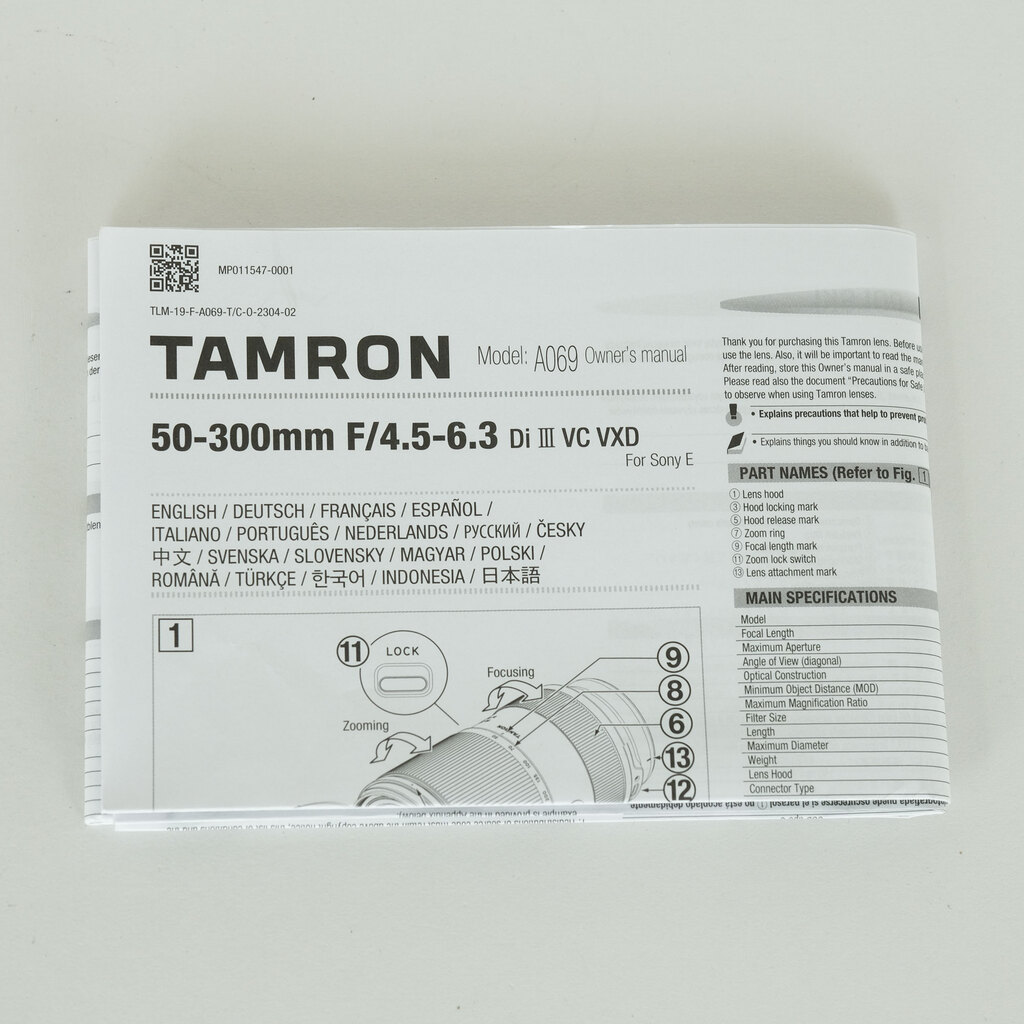 MP011547-0001
TLM-19-F-A069-T/C-O-2304-02
TAMRON Model: A069 Owner's manual
50-300mm F/4.5-6.3 Di III VC VXD
For Sony E
ENGLISH / DEUTSCH / FRANÇAIS / ESPAÑOL /
ITALIANO / PORTUGUÊS / NEDERLANDS / РУССКИЙ / ČESKY
中文 / SVENSKA / SLOVENSKY / MAGYAR / POLSKI /
ROMÂNĂ / TÜRKÇE / 한국어 / INDONESIA / 日本語
1
⑪
LOCK
Focusing
Zooming
⑨
⑧
⑥
⑬
⑫
Thank you for purchasing this Tamron lens. Before
use the lens. Also, it will be important to read the
After reading, store this Owner's manual in a safe
Please read also the document "Precautions for
to observe when using Tamron lenses.
• Explains precautions that help to prevent
• Explains things you should know in addition to
PART NAMES (Refer to Fig. 1
① Lens hood
③ Hood locking mark
⑤ Hood release mark
⑦ Zoom ring
⑨ Focal length mark
⑪ Zoom lock switch
⑬ Lens attachment mark
MAIN SPECIFICATIONS
Model
Focal Length
Maximum Aperture
Angle of View (diagonal)
Optical Construction
Minimum Object Distance (MOD)
Maximum Magnification Ratio
Filter Size
Length
Maximum Diameter
Weight
Lens Hood
Connector Type
example is provided in the Appendix below).